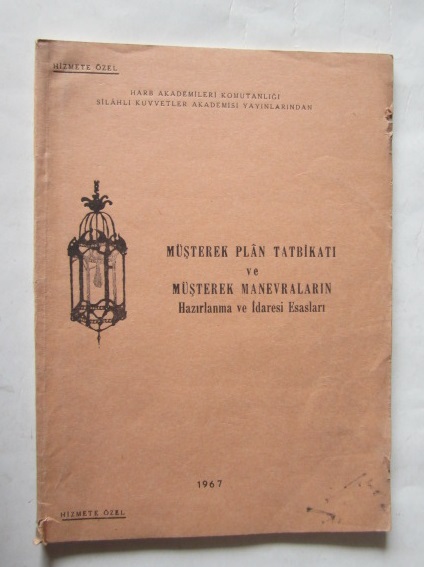 HİZMETE ÖZEL
HARB AKADEMİLERİ KOMUTANLIĞI
SİLÂHLI KUVVETLER AKADEMİSİ YAYINLARINDAN
MÜŞTEREK PLÂN TATBİKATI
ve
MÜŞTEREK MANEVRALARIN
Hazırlanma ve İdaresi Esasları
1967
HİZMETE ÖZEL